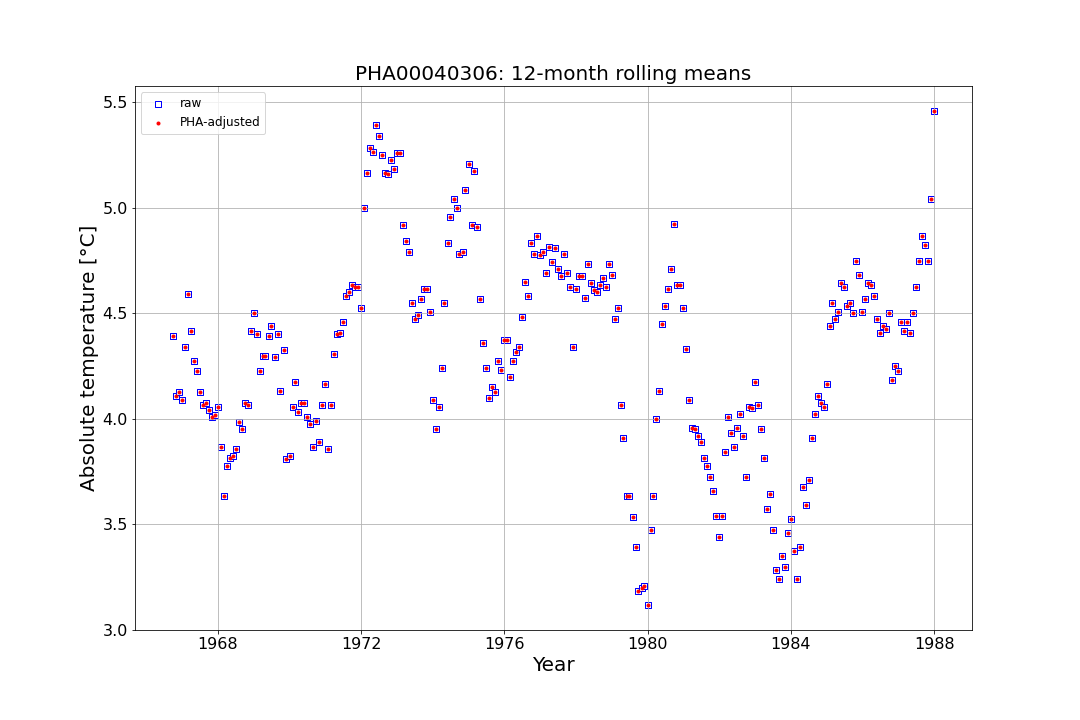 PHA00040306: 12-month rolling means
raw
PHA-adjusted
Absolute temperature [°C]
5.5
5.0
4.5
4.0
3.5
3.0
1968 1972 1976 1980 1984 1988
Year